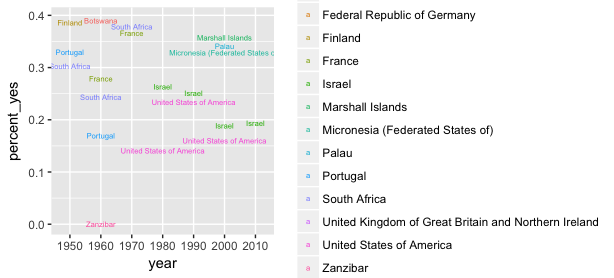 0.4
0.3
0.2
0.1
0.0
percent_yes
Finland
Botswana
South Africa
France
Marshall Islands
Palau
Portugal
Micronesia (Federated States o
South Africa
France
Israel
Israel
South Africa
United States of America
Israel
Israel
Portugal
United States of America
United States of America
Zanzibar
1950 1960 1970 1980 1990 2000 2010
year
a Federal Republic of Germany
a Finland
a France
a Israel
a Marshall Islands
a Micronesia (Federated States of)
a Palau
a Portugal
a South Africa
a United Kingdom of Great Britain and Northern Ireland
a United States of America
a Zanzibar